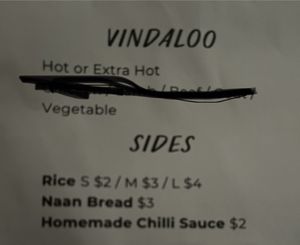 VINDALOO
Hot or Extra Hot
Vegetable
SIDES
Rice S $2 / M $3 / L $4
Naan Bread $3
Homemade Chilli Sauce $2